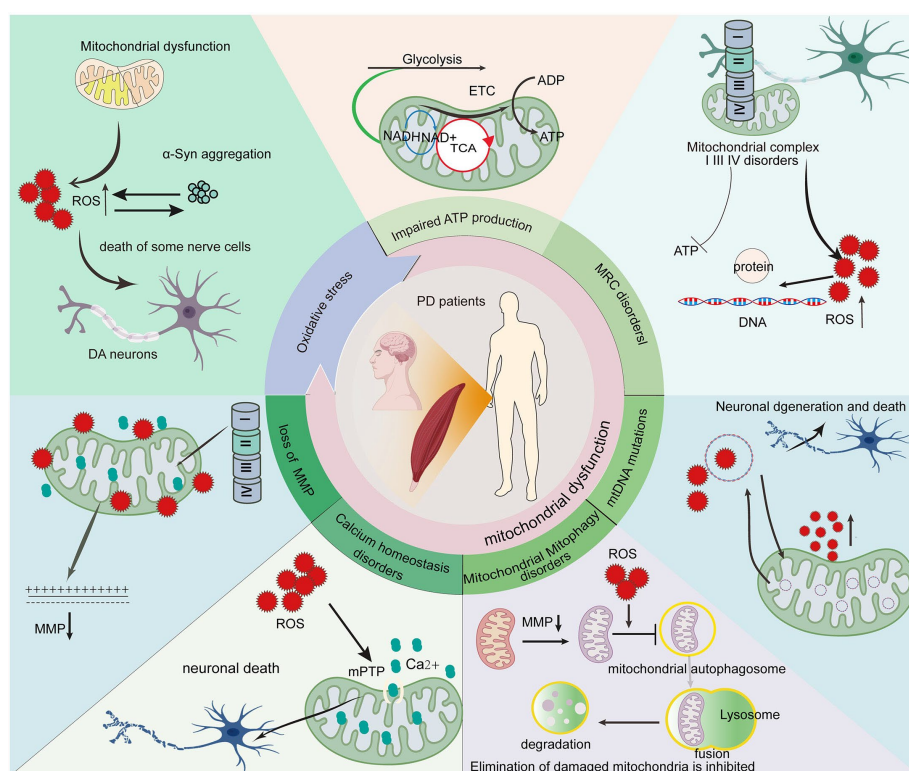 Mitochondrial dysfunction
ROS
α-Syn aggregation
death of some nerve cells
DA neurons
Glycolysis
ETC
ADP
NADH
NAD+
TCA
ATP
I
II
III
IV
Mitochondrial complex
I III IV disorders
ATP
protein
DNA
ROS
Oxidative stress
Impaired ATP production
MRC disordersI
mtDNA mutations
Mitochondrial Mitophagy
disorders
Calcium homeostasis
disorders
loss of MMP
PD patients
mitochondrial dysfunction
I
II
III
IV
+++++++++++++
MMP
Neuronal dgeneration and death
ROS
mPTP
Ca2+
neuronal death
ROS
MMP
mitochondrial autophagosome
Lysosome
fusion
degradation
Elimination of damaged mitochondria is inhibited